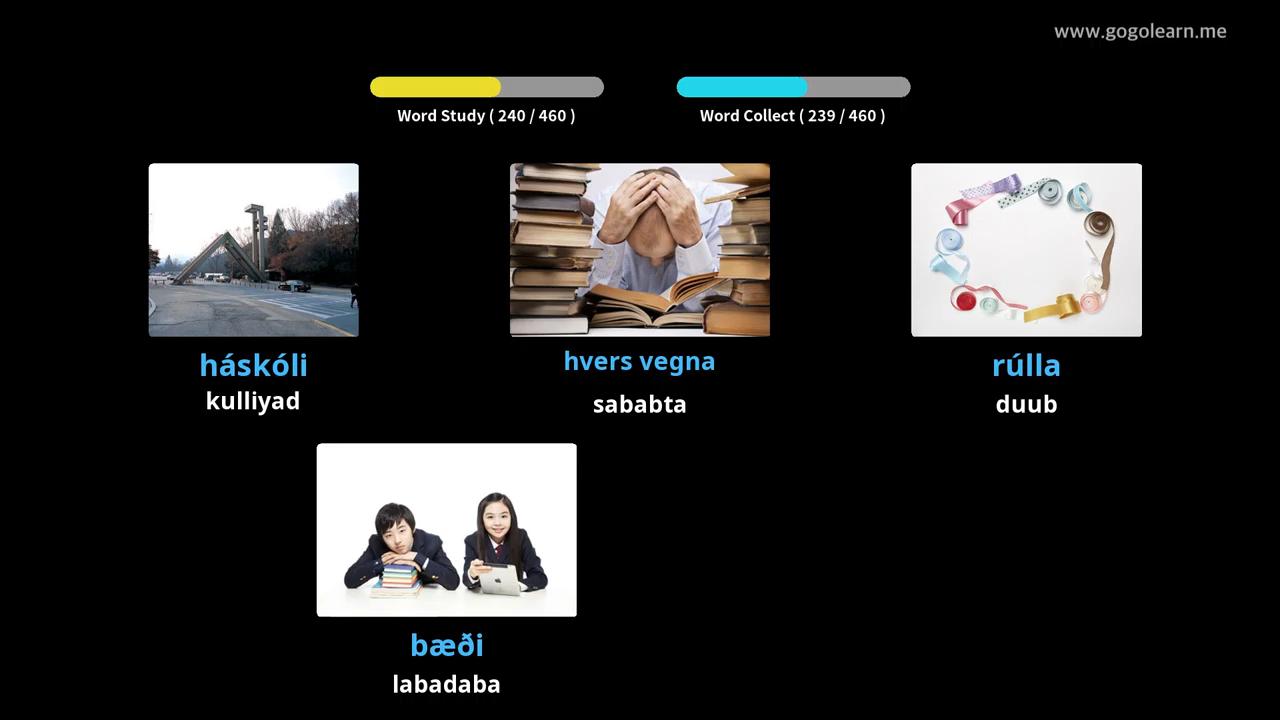 www.gogolearn.me
Word Study ( 240 / 460 )
Word Collect ( 239 / 460 )
háskóli
kulliyad
hvers vegna
sababta
rúlla
duub
bæði
labadaba